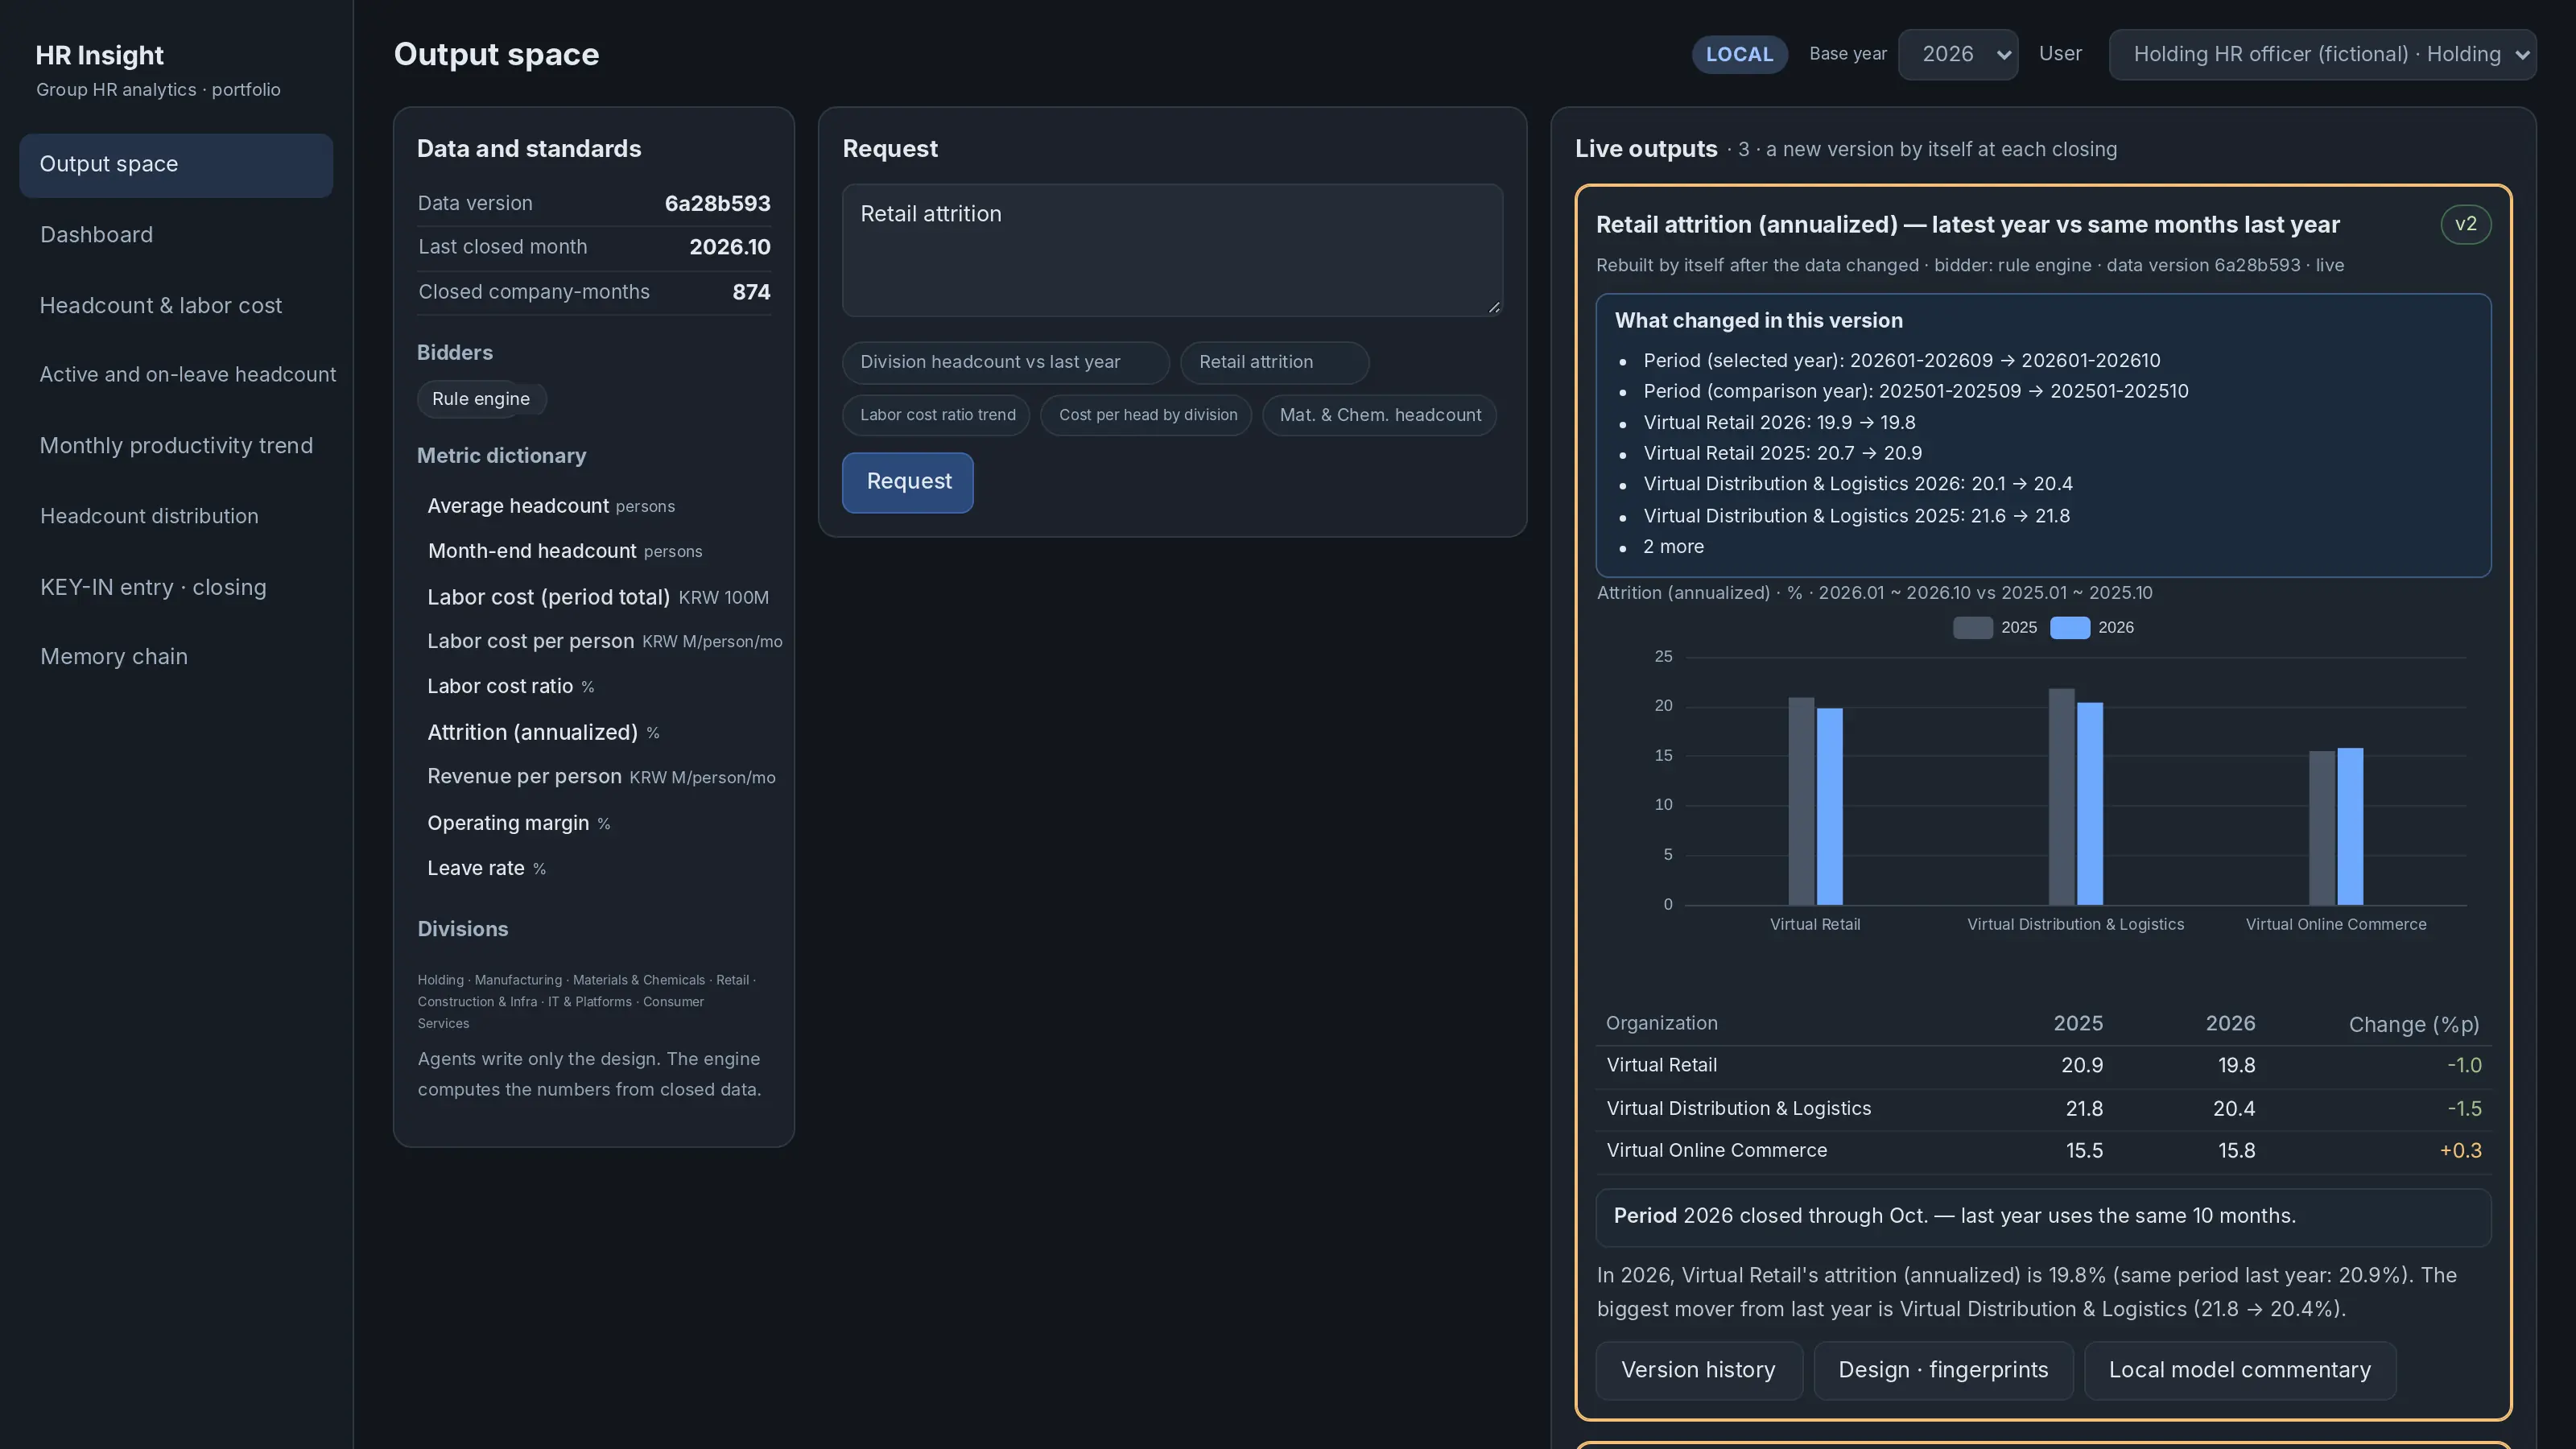 HR Insight
Group HR analytics · portfolio
Output space
Dashboard
Headcount & labor cost
Active and on-leave headcount
Monthly productivity trend
Headcount distribution
KEY-IN entry · closing
Memory chain
Output space
LOCAL
Base year
2026
User
Holding HR officer (fictional) · Holding
Data and standards
Data version 6a28b593
Last closed month 2026.10
Closed company-months 874
Bidders
Rule engine
Metric dictionary
Average headcount persons
Month-end headcount persons
Labor cost (period total) KRW 100M
Labor cost per person KRW M/person/mo
Labor cost ratio %
Attrition (annualized) %
Revenue per person KRW M/person/mo
Operating margin %
Leave rate %
Divisions
Holding · Manufacturing · Materials & Chemicals · Retail ·
Construction & Infra · IT & Platforms · Consumer
Services
Agents write only the design. The engine
computes the numbers from closed data.
Request
Retail attrition
Division headcount vs last year
Retail attrition
Labor cost ratio trend
Cost per head by division
Mat. & Chem. headcount
Request
Live outputs · 3 · a new version by itself at each closing
Retail attrition (annualized) — latest year vs same months last year
v2
Rebuilt by itself after the data changed · bidder: rule engine · data version 6a28b593 · live
What changed in this version
• Period (selected year): 202601-202609 → 202601-202610
• Period (comparison year): 202501-202509 → 202501-202510
• Virtual Retail 2026: 19.9 → 19.8
• Virtual Retail 2025: 20.7 → 20.9
• Virtual Distribution & Logistics 2026: 20.1 → 20.4
• Virtual Distribution & Logistics 2025: 21.6 → 21.8
• 2 more
Attrition (annualized) · % · 2026.01 ~ 2026.10 vs 2025.01 ~ 2025.10
2025
2026
25
20
15
10
5
0
Virtual Retail
Virtual Distribution & Logistics
Virtual Online Commerce
Organization 2025 2026 Change (%p)
Virtual Retail 20.9 19.8 -1.0
Virtual Distribution & Logistics 21.8 20.4 -1.5
Virtual Online Commerce 15.5 15.8 +0.3
Period 2026 closed through Oct. — last year uses the same 10 months.
In 2026, Virtual Retail's attrition (annualized) is 19.8% (same period last year: 20.9%). The
biggest mover from last year is Virtual Distribution & Logistics (21.8 → 20.4%).
Version history
Design · fingerprints
Local model commentary